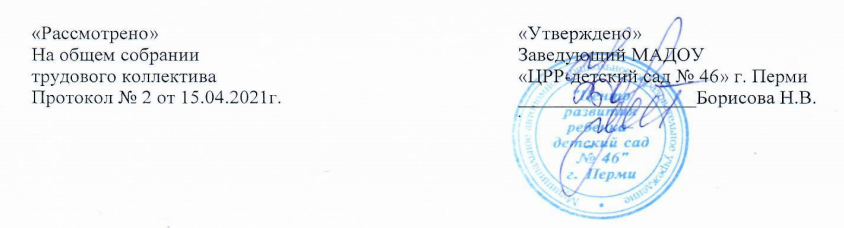 «Рассмотрено»
На общем собрании
трудового коллектива
Протокол № 2 от 15.04.2021г.
«Утверждено»
Заведующий МАДОУ
«ЦРР-детский сад № 46» г. Перми
Борисова Н.В.
"Центр
развития
ребенка-
детский сад
№ 46"
г. Перми